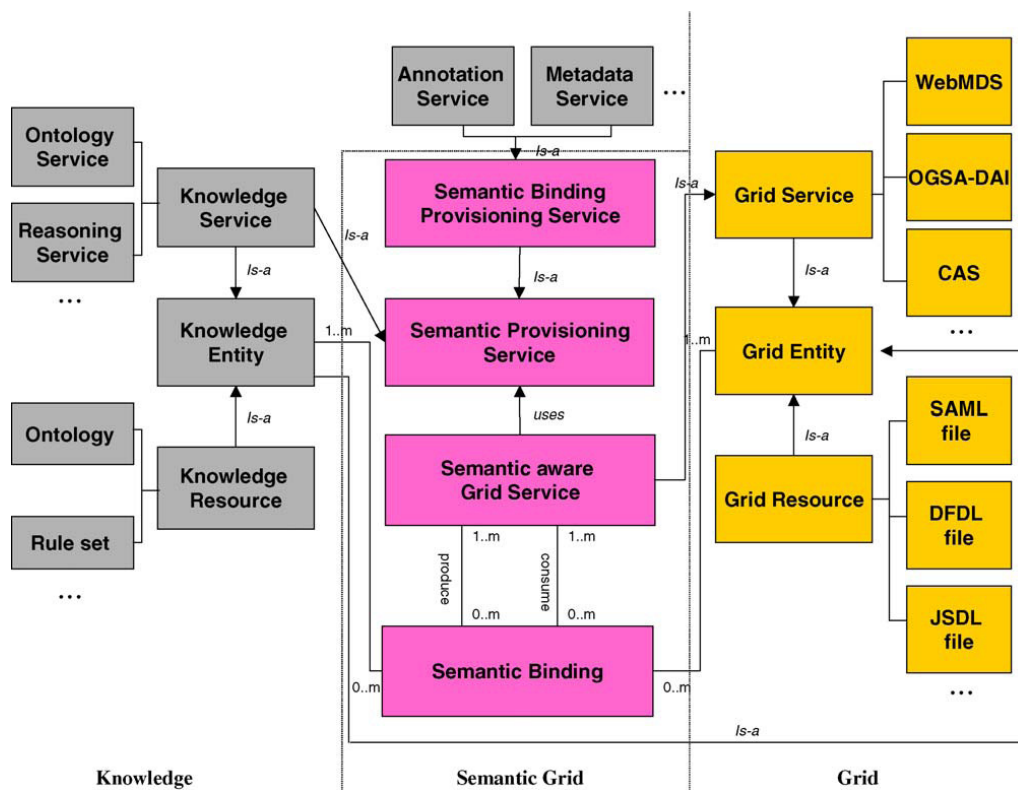 Annotation
Service
Metadata
Service
...
WebMDS
...
Ontology
Service
Is-a
OGSA-DAI
Knowledge
Service
Semantic Binding
Provisioning Service
Is-a
Grid Service
Reasoning
Service
Is-a
CAS
...
Is-a
Is-a
Is-a
...
Knowledge
Entity
1..m
Semantic Provisioning
Service
1..m
Grid Entity
Is-a
uses
SAML
file
Ontology
Is-a
Knowledge
Resource
Semantic aware
Grid Service
Grid Resource
DFDL
file
Rule set
1..m
1..m
produce
consume
...
0..m
0..m
JSDL
file
Semantic Binding
0..m
0..m
...
Is-a
Knowledge
Semantic Grid
Grid